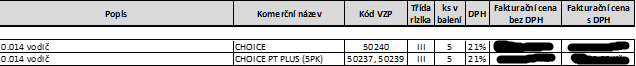 Popis Komerční název Kód VZP Třída rizika ks v balení DPH Fakturační cena bez DPH Fakturační cena s DPH
0.014 vodič CHOICE 50240 III 5 21%
0.014 vodič CHOICE PT PLUS (5PK) 50237, 50239 III 5 21%